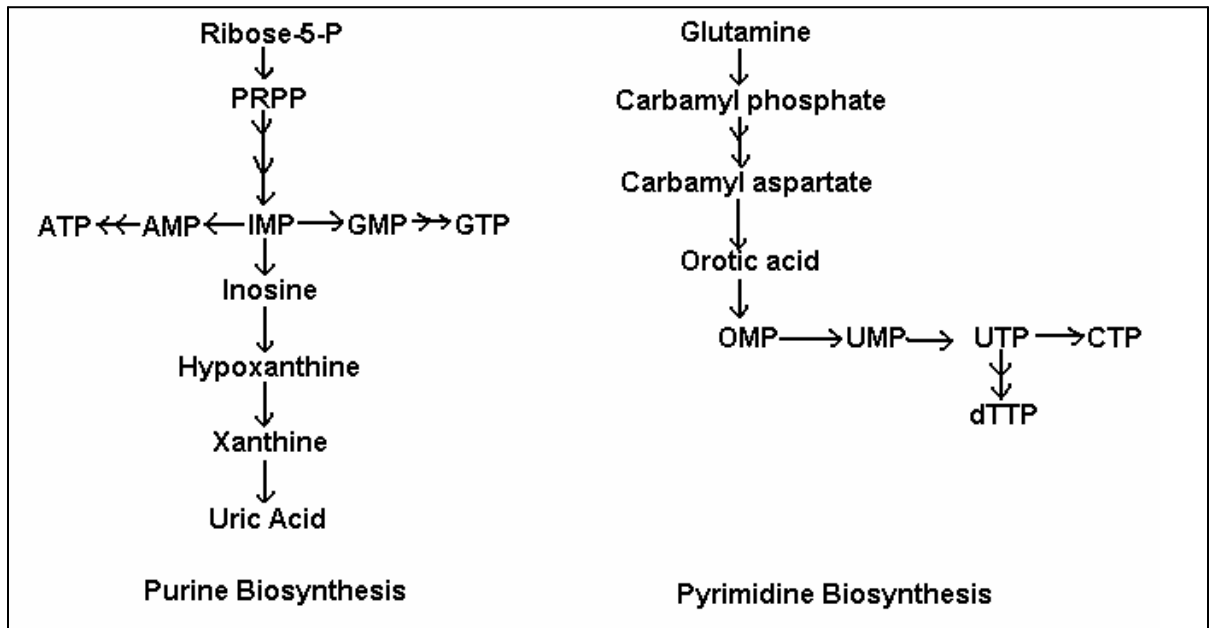 Ribose-5-P
PRPP
ATP AMP IMP GMP GTP
Inosine
Hypoxanthine
Xanthine
Uric Acid
Purine Biosynthesis
Glutamine
Carbamyl phosphate
Carbamyl aspartate
Orotic acid
OMP UMP UTP CTP
dTTP
Pyrimidine Biosynthesis